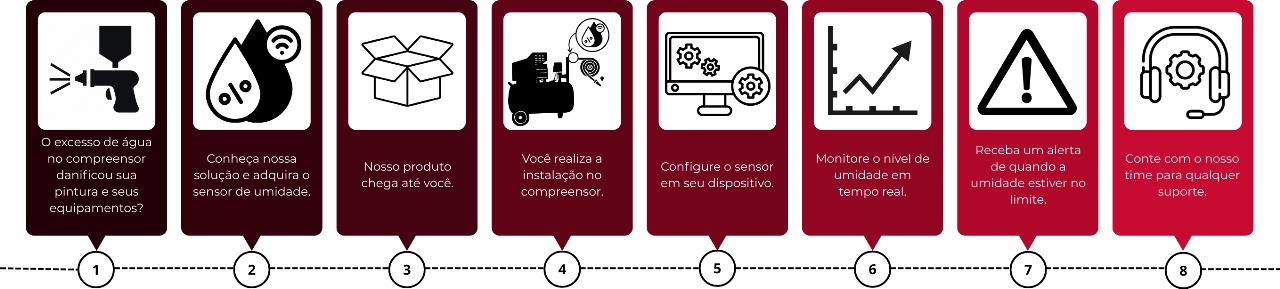 O excesso de água
no compreensor
danificou sua
pintura e seus
equipamentos?
1
%
Conheça nossa
solução e adquira o
sensor de umidade.
2
Nosso produto
chega até você.
3
%
Você realiza a
instalação no
compreensor.
4
Configure o sensor
em seu dispositivo.
5
Monitore o nível de
umidade em
tempo real.
6
!
Receba um alerta
de quando a
umidade estiver no
limite.
7
Conte com o nosso
time para qualquer
suporte.
8